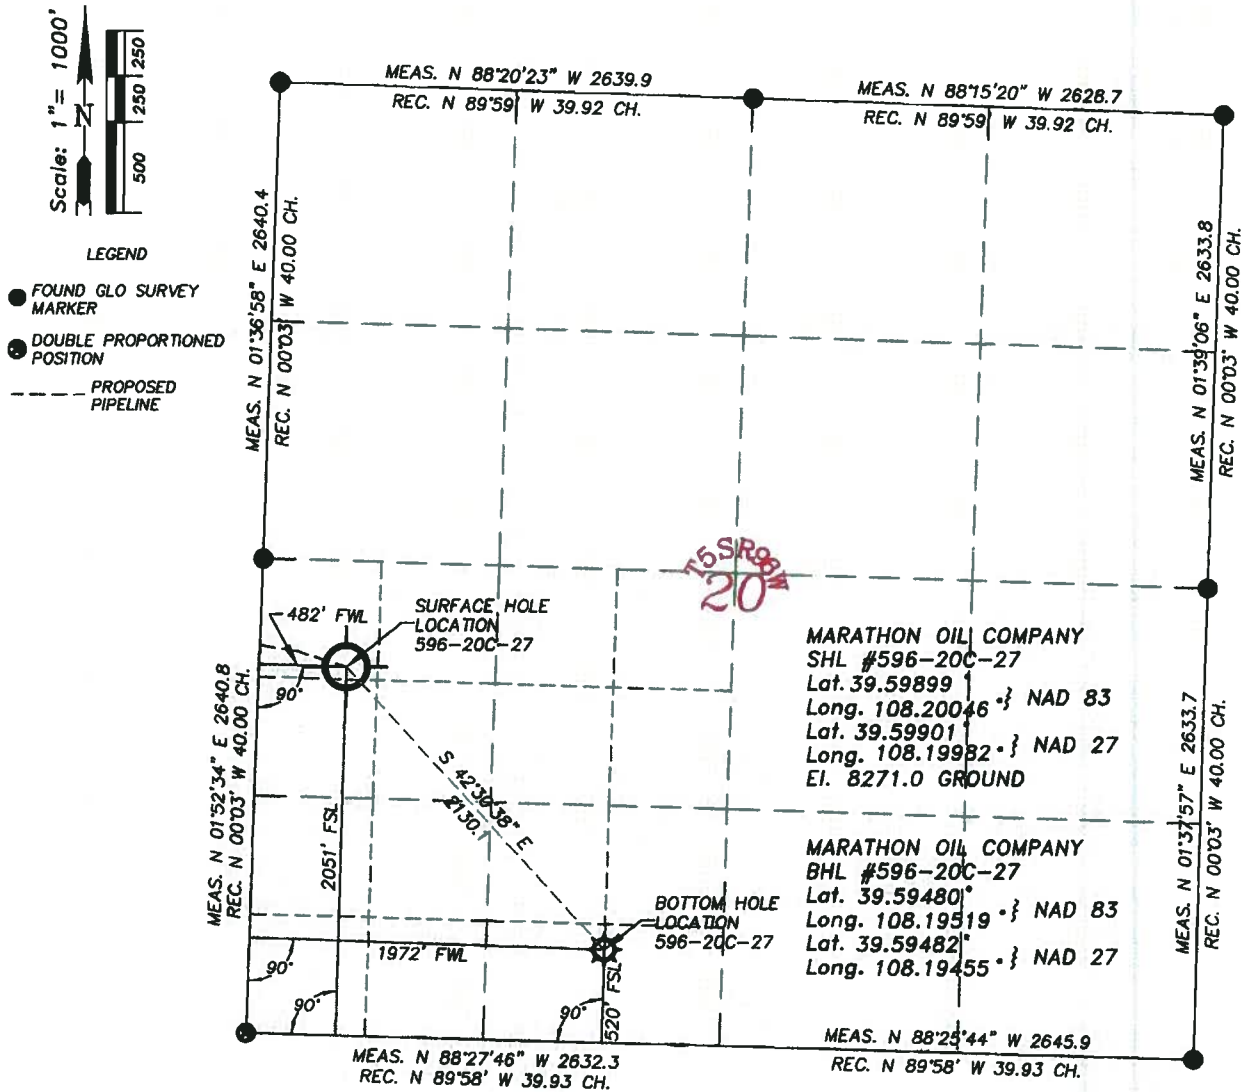 Scale: 1"= 1000'
N
500 250 250
LEGEND
FOUND GLO SURVEY
MARKER
DOUBLE PROPORTIONED
POSITION
PROPOSED
PIPELINE
MEAS. N 88°20'23" W 2639.9
REC. N 89°59' W 39.92 CH.
MEAS. N 88°15'20" W 2628.7
REC. N 89°59' W 39.92 CH.
MEAS. N 01°36'58" E 2640.4
REC. N 00°03' W 40.00 CH.
MEAS. N 01°39'06" E 2633.8
REC. N 00°03' W 40.00 CH.
T5SR96W
20
482' FWL
SURFACE HOLE
LOCATION
596-20C-27
90°
MEAS. N 01°52'34" E 2640.8
REC. N 00°03' W 40.00 CH.
2051' FSL
S 42°30'38" E
2130.'
MARATHON OIL COMPANY
SHL #596-20C-27
Lat. 39.59899°
Long. 108.20046° } NAD 83
Lat. 39.59901°
Long. 108.19982° } NAD 27
El. 8271.0 GROUND
MARATHON OIL COMPANY
BHL #596-20C-27
Lat. 39.59480°
Long. 108.19519° } NAD 83
Lat. 39.59482°
Long. 108.19455° } NAD 27
MEAS. N 01°37'57" E 2633.7
REC. N 00°03' W 40.00 CH.
BOTTOM HOLE
LOCATION
596-20C-27
1972' FWL
90°
90°
90°
520' FSL
MEAS. N 88°27'46" W 2632.3
REC. N 89°58' W 39.93 CH.
MEAS. N 88°25'44" W 2645.9
REC. N 89°58' W 39.93 CH.